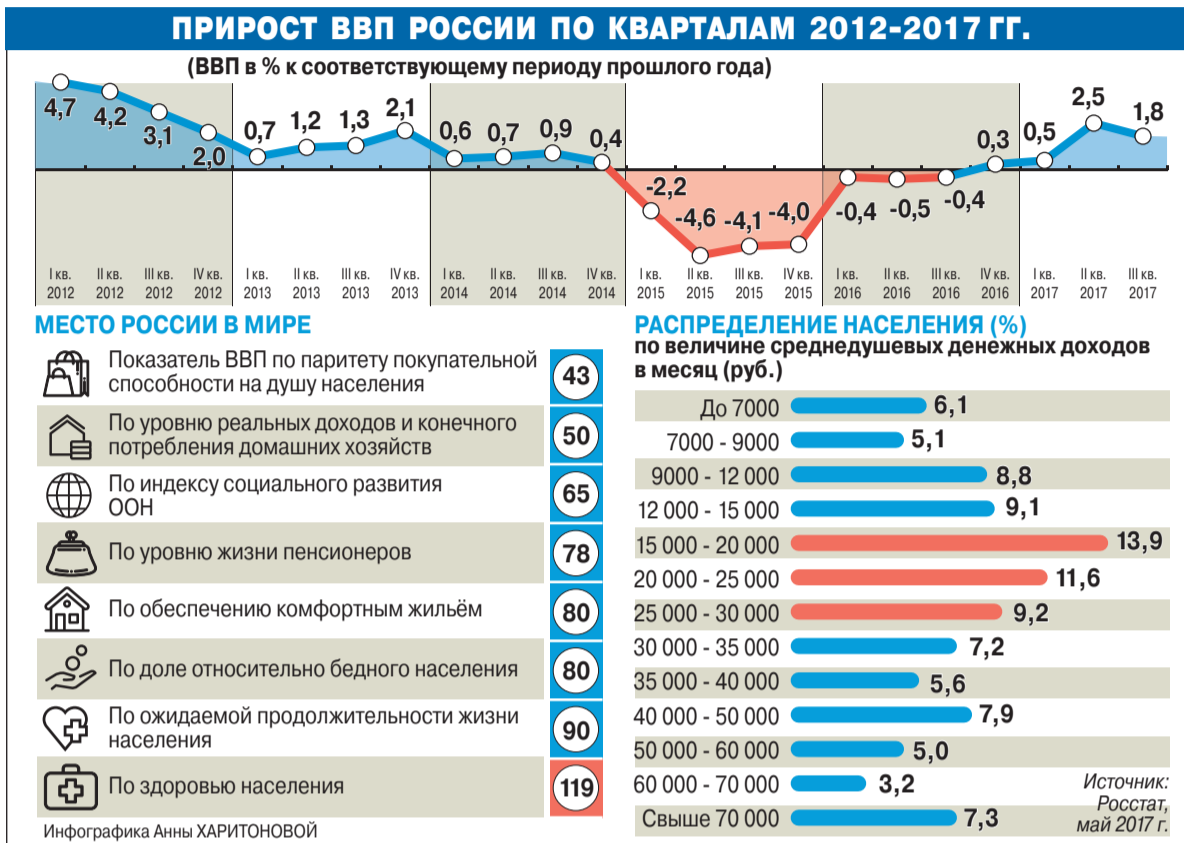 ПРИРОСТ ВВП РОССИИ ПО КВАРТАЛАМ 2012-2017 ГГ.
(ВВП в % к соответствующему периоду прошлого года)
4,7
4,2
3,1
2,0
0,7
1,2
1,3
2,1
0,6
0,7
0,9
0,4
-2,2
-4,6
-4,1
-4,0
-0,4
-0,5
-0,4
0,3
0,5
2,5
1,8
I кв. 2012
II кв. 2012
III кв. 2012
IV кв. 2012
I кв. 2013
II кв. 2013
III кв. 2013
IV кв. 2013
I кв. 2014
II кв. 2014
III кв. 2014
IV кв. 2014
I кв. 2015
II кв. 2015
III кв. 2015
IV кв. 2015
I кв. 2016
II кв. 2016
III кв. 2016
IV кв. 2016
I кв. 2017
II кв. 2017
III кв. 2017
МЕСТО РОССИИ В МИРЕ
Показатель ВВП по паритету покупательной
способности на душу населения
43
По уровню реальных доходов и конечного
потребления домашних хозяйств
50
По индексу социального развития
ООН
65
По уровню жизни пенсионеров
78
По обеспечению комфортным жильём
80
По доле относительно бедного населения
80
По ожидаемой продолжительности жизни
населения
90
По здоровью населения
119
Инфографика Анны ХАРИТОНОВОЙ
РАСПРЕДЕЛЕНИЕ НАСЕЛЕНИЯ (%)
по величине среднедушевых денежных доходов
в месяц (руб.)
До 7000 6,1
7000 - 9000 5,1
9000 - 12 000 8,8
12 000 - 15 000 9,1
15 000 - 20 000 13,9
20 000 - 25 000 11,6
25 000 - 30 000 9,2
30 000 - 35 000 7,2
35 000 - 40 000 5,6
40 000 - 50 000 7,9
50 000 - 60 000 5,0
60 000 - 70 000 3,2
Свыше 70 000 7,3
Источник:
Росстат,
май 2017 г.